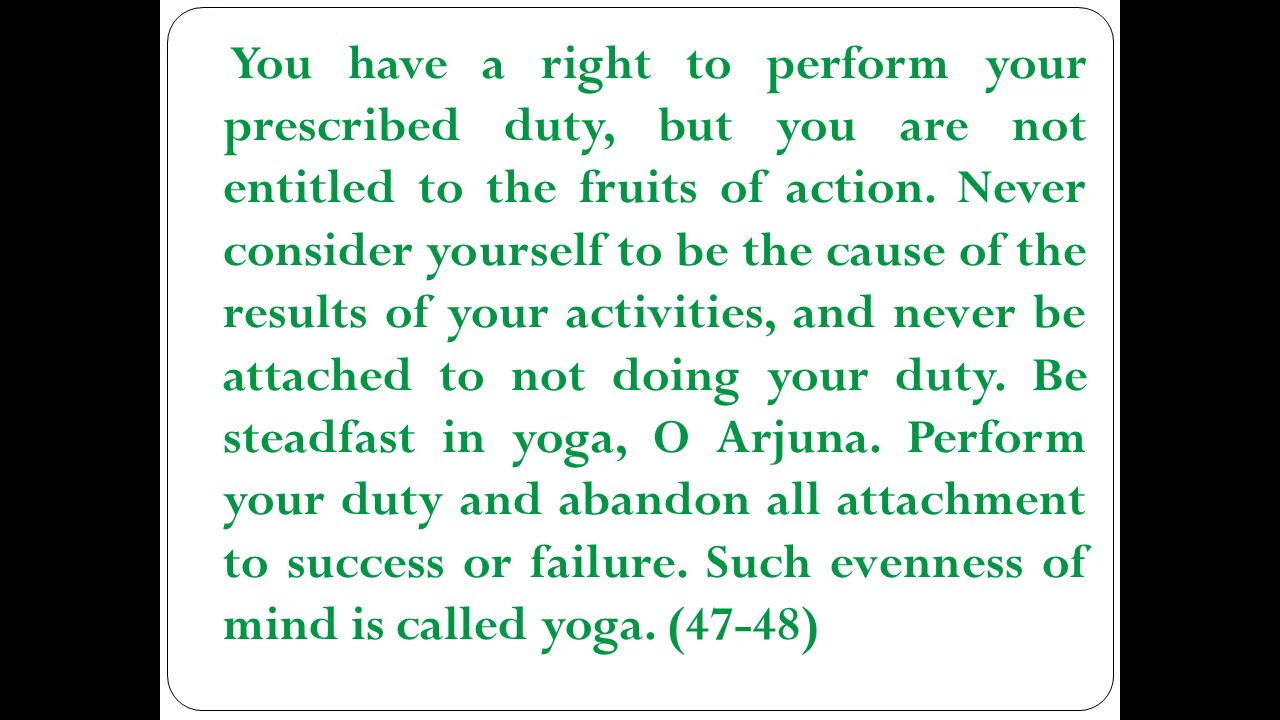 You have a right to perform your
prescribed duty, but you are not
entitled to the fruits of action. Never
consider yourself to be the cause of the
results of your activities, and never be
attached to not doing your duty. Be
steadfast in yoga, O Arjuna. Perform
your duty and abandon all attachment
to success or failure. Such evenness of
mind is called yoga. (47-48)